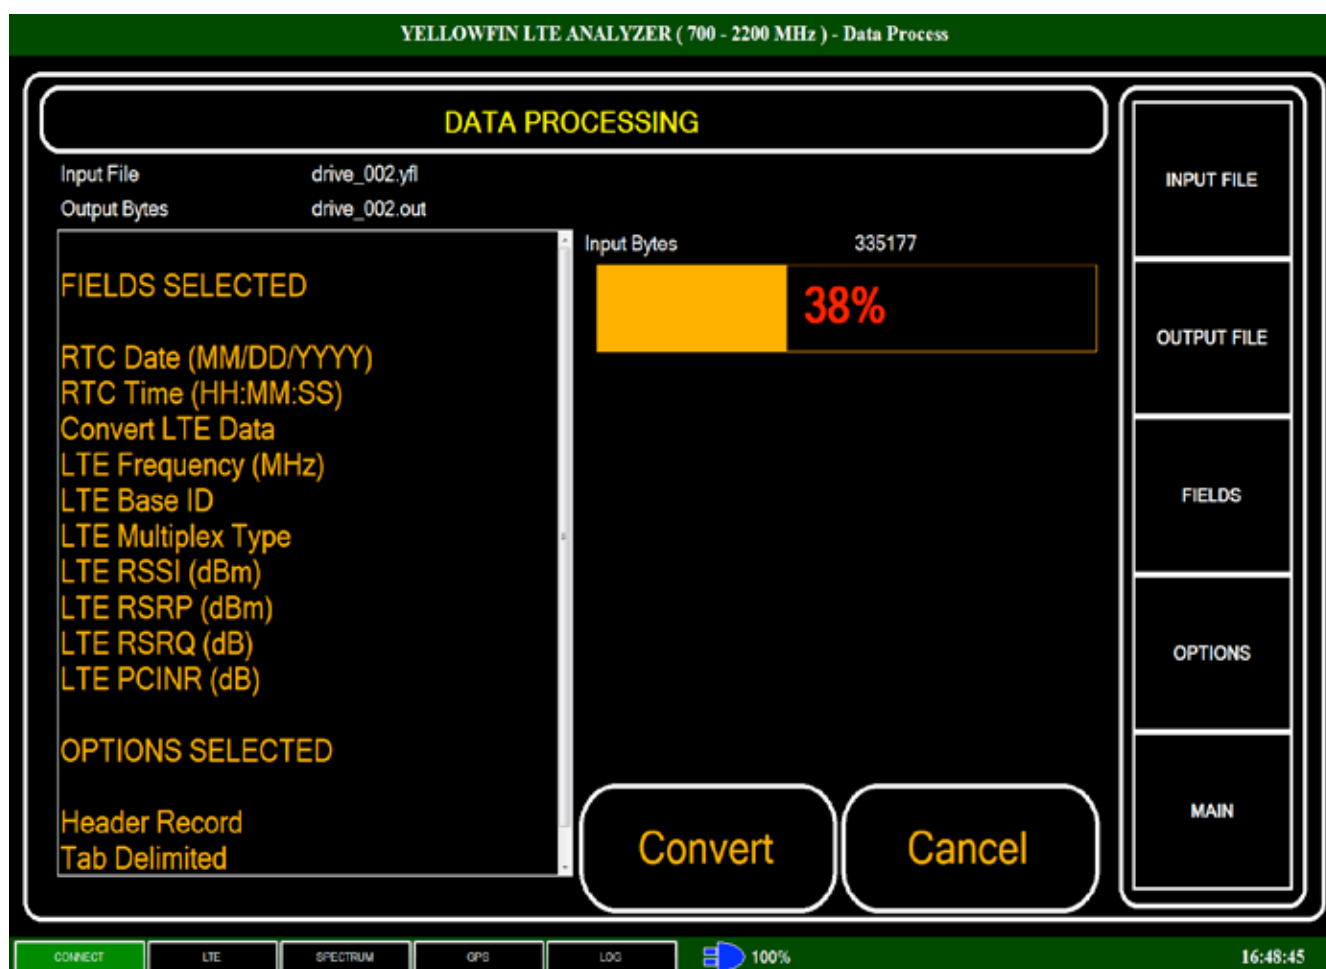 YELLOWFIN LTE ANALYZER ( 700 - 2200 MHz ) - Data Process
DATA PROCESSING
Input File drive_002.yfl
Output Bytes drive_002.out
FIELDS SELECTED
RTC Date (MM/DD/YYYY)
RTC Time (HH:MM:SS)
Convert LTE Data
LTE Frequency (MHz)
LTE Base ID
LTE Multiplex Type
LTE RSSI (dBm)
LTE RSRP (dBm)
LTE RSRQ (dB)
LTE PCINR (dB)
OPTIONS SELECTED
Header Record
Tab Delimited
Input Bytes 335177
38%
Convert Cancel
INPUT FILE
OUTPUT FILE
FIELDS
OPTIONS
MAIN
CONNECT LTE SPECTRUM GPS LOG 100% 16:48:45